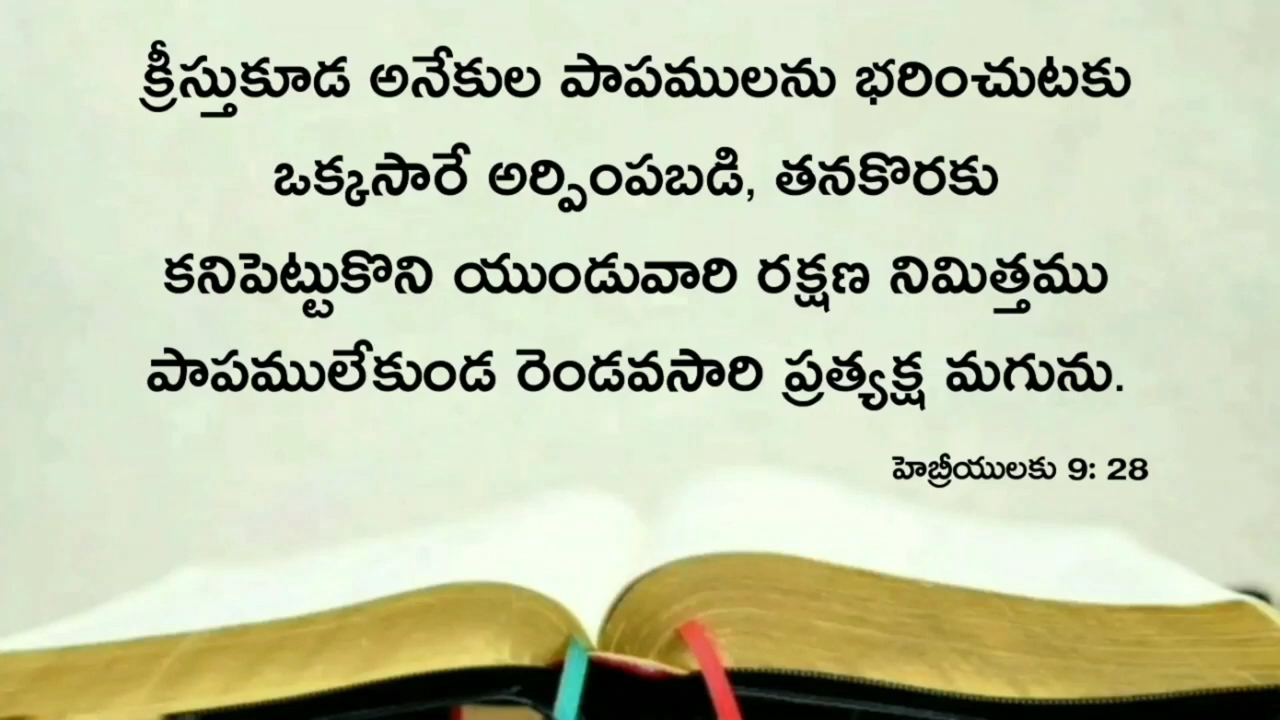 క్రీస్తుకూడ అనేకుల పాపములను భరించుటకు
ఒక్కసారే అర్పింపబడి, తనకొరకు
కనిపెట్టుకొని యుండువారి రక్షణ నిమిత్తము
పాపములేకుండ రెండవసారి ప్రత్యక్ష మగును.
హెబ్రీయులకు 9: 28